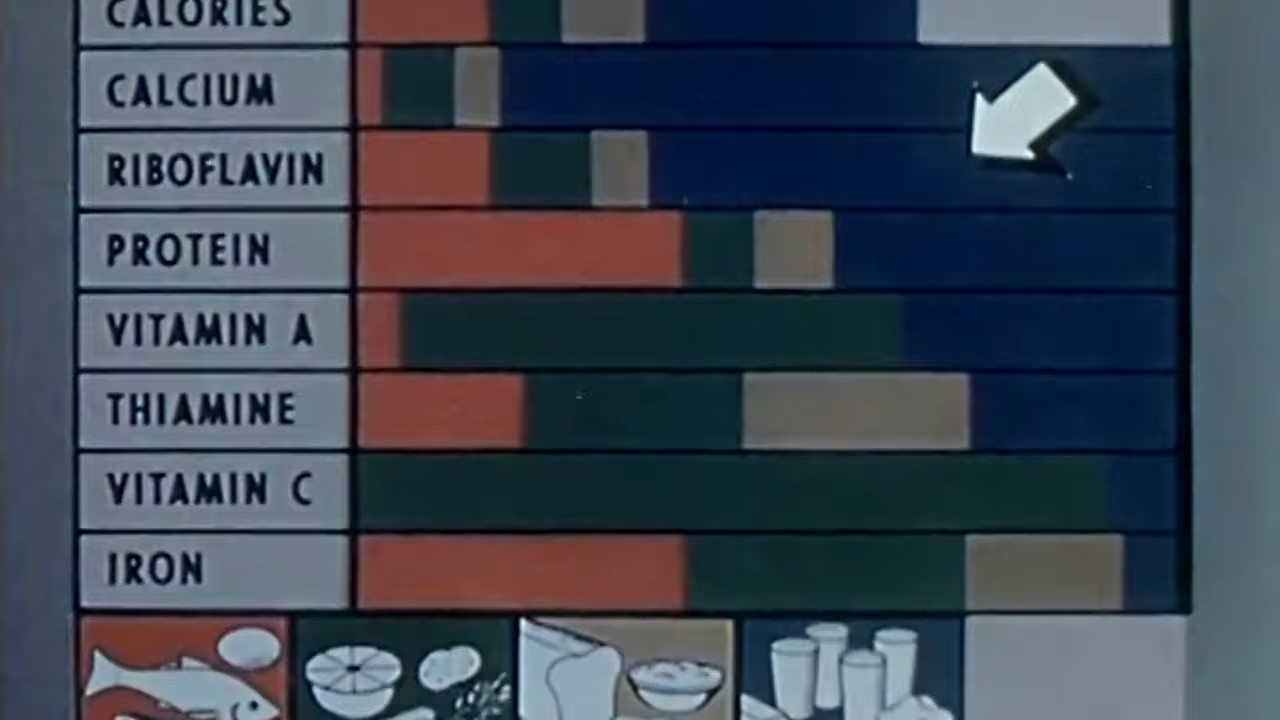 CALORIES
CALCIUM
RIBOFLAVIN
PROTEIN
VITAMIN A
THIAMINE
VITAMIN C
IRON